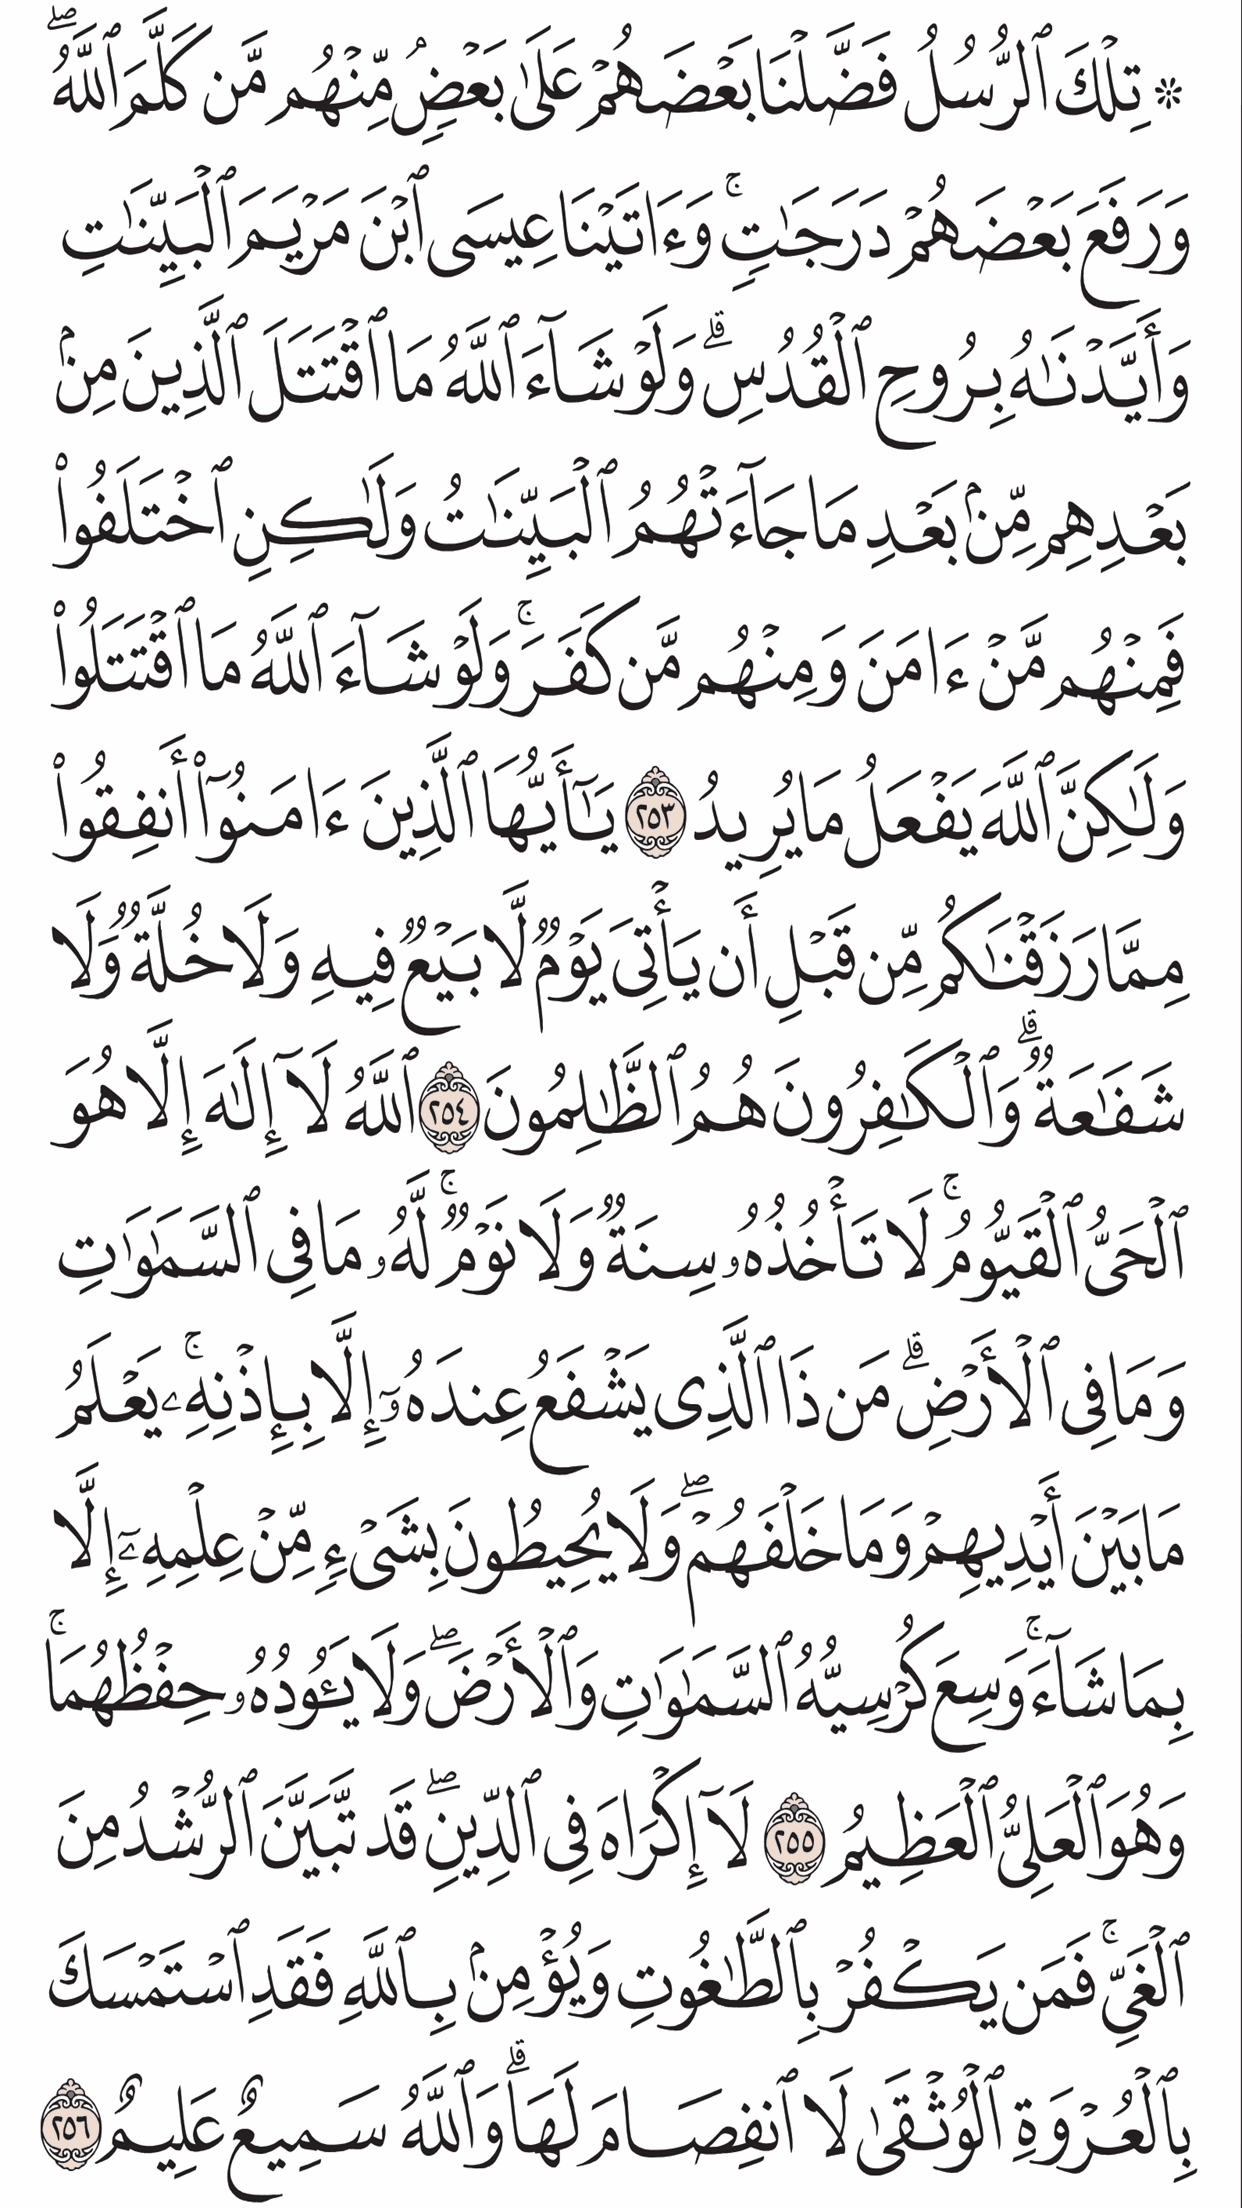 ۞ تِلۡكَ ٱلرُّسُلُ فَضَّلۡنَا بَعۡضَهُمۡ عَلَىٰ بَعۡضٖۘ مِّنۡهُم مَّن كَلَّمَ ٱللَّهُۖ
وَرَفَعَ بَعۡضَهُمۡ دَرَجَٰتٖۚ وَءَاتَيۡنَا عِيسَى ٱبۡنَ مَرۡيَمَ ٱلۡبَيِّنَٰتِ
وَأَيَّدۡنَٰهُ بِرُوحِ ٱلۡقُدُسِۗ وَلَوۡ شَآءَ ٱللَّهُ مَا ٱقۡتَتَلَ ٱلَّذِينَ مِنۢ
بَعۡدِهِم مِّنۢ بَعۡدِ مَا جَآءَتۡهُمُ ٱلۡبَيِّنَٰتُ وَلَٰكِنِ ٱخۡتَلَفُواْ
فَمِنۡهُم مَّنۡ ءَامَنَ وَمِنۡهُم مَّن كَفَرَۚ وَلَوۡ شَآءَ ٱللَّهُ مَا ٱقۡتَتَلُواْ
وَلَٰكِنَّ ٱللَّهَ يَفۡعَلُ مَا يُرِيدُ ٢٥٣ يَٰٓأَيُّهَا ٱلَّذِينَ ءَامَنُوٓاْ أَنفِقُواْ
مِمَّا رَزَقۡنَٰكُم مِّن قَبۡلِ أَن يَأۡتِيَ يَوۡمٞ لَّا بَيۡعٞ فِيهِ وَلَا خُلَّةٞ وَلَا
شَفَٰعَةٞۗ وَٱلۡكَٰفِرُونَ هُمُ ٱلظَّٰلِمُونَ ٢٥٤ ٱللَّهُ لَآ إِلَٰهَ إِلَّا هُوَ
ٱلۡحَيُّ ٱلۡقَيُّومُۚ لَا تَأۡخُذُهُۥ سِنَةٞ وَلَا نَوۡمٞۚ لَّهُۥ مَا فِي ٱلسَّمَٰوَٰتِ
وَمَا فِي ٱلۡأَرۡضِۗ مَن ذَا ٱلَّذِي يَشۡفَعُ عِندَهُۥٓ إِلَّا بِإِذۡنِهِۦۚ يَعۡلَمُ
مَا بَيۡنَ أَيۡدِيهِمۡ وَمَا خَلۡفَهُمۡۖ وَلَا يُحِيطُونَ بِشَيۡءٖ مِّنۡ عِلۡمِهِۦٓ إِلَّا
بِمَا شَآءَۚ وَسِعَ كُرۡسِيُّهُ ٱلسَّمَٰوَٰتِ وَٱلۡأَرۡضَۖ وَلَا يَـُٔودُهُۥ حِفۡظُهُمَاۚ
وَهُوَ ٱلۡعَلِيُّ ٱلۡعَظِيمُ ٢٥٥ لَآ إِكۡرَاهَ فِي ٱلدِّينِۖ قَد تَّبَيَّنَ ٱلرُّشۡدُ مِنَ
ٱلۡغَيِّۚ فَمَن يَكۡفُرۡ بِٱلطَّٰغُوتِ وَيُؤۡمِنۢ بِٱللَّهِ فَقَدِ ٱسۡتَمۡسَكَ
بِٱلۡعُرۡوَةِ ٱلۡوُثۡقَىٰ لَا ٱنفِصَامَ لَهَاۗ وَٱللَّهُ سَمِيعٌ عَلِيمٌ ٢٥٦